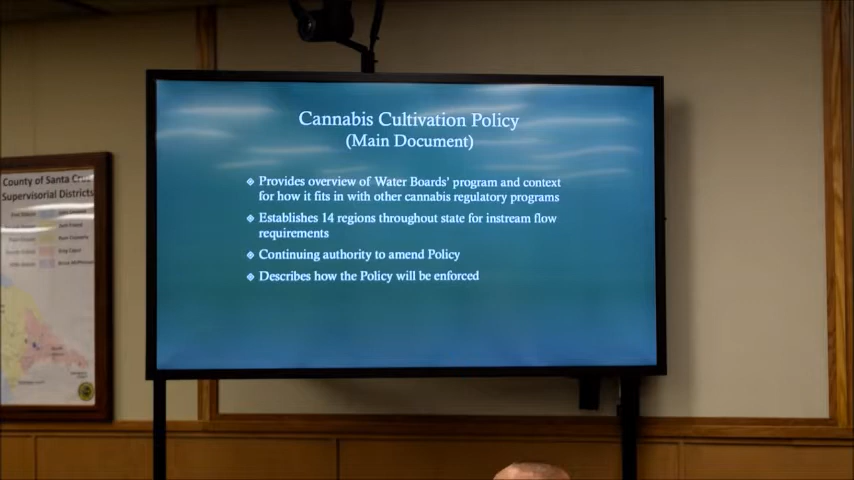 Cannabis Cultivation Policy
(Main Document)
Provides overview of Water Boards' program and context
for how it fits in with other cannabis regulatory programs
Establishes 14 regions throughout state for instream flow
requirements
Continuing authority to amend Policy
Describes how the Policy will be enforced
County of Santa Cruz
Supervisorial Districts